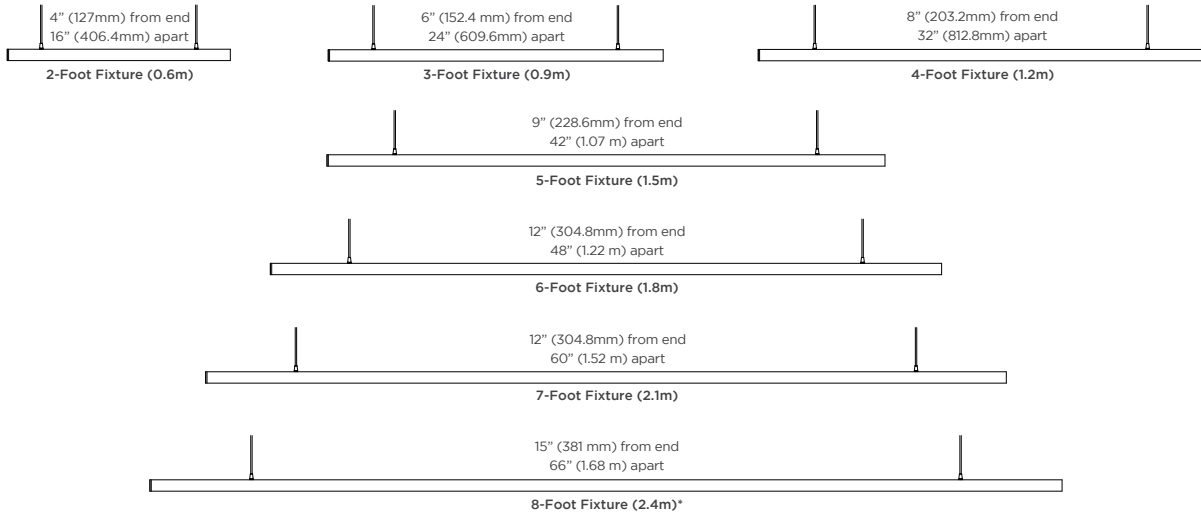 4” (127mm) from end
16” (406.4mm) apart
2-Foot Fixture (0.6m)
6” (152.4 mm) from end
24” (609.6mm) apart
3-Foot Fixture (0.9m)
8” (203.2mm) from end
32” (812.8mm) apart
4-Foot Fixture (1.2m)
9” (228.6mm) from end
42” (1.07 m) apart
5-Foot Fixture (1.5m)
12” (304.8mm) from end
48” (1.22 m) apart
6-Foot Fixture (1.8m)
12” (304.8mm) from end
60” (1.52 m) apart
7-Foot Fixture (2.1m)
15” (381 mm) from end
66” (1.68 m) apart
8-Foot Fixture (2.4m)*